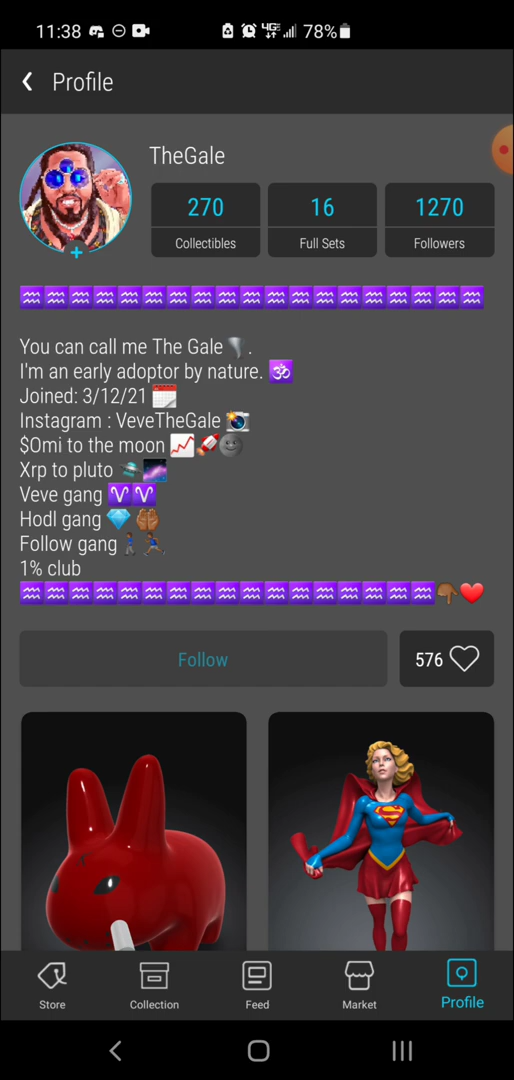 11:38
4GE
78%
Profile
TheGale
270
16
1270
Collectibles
Full Sets
Followers
♒♒♒♒♒♒♒♒♒♒♒♒♒♒♒♒♒♒♒
You can call me The Gale🌪.
I'm an early adoptor by nature. 🕉
Joined: 3/12/21 🗓
Instagram : VeveTheGale 📸
$Omi to the moon 📈🚀🌚
Xrp to pluto 🛸🌌
Veve gang ♈♈
Hodl gang 💎🤲🏾
Follow gang🚶🏾🏃🏾
1% club
♒♒♒♒♒♒♒♒♒♒♒♒♒♒♒♒♒👇🏾❤
Follow
576
Store
Collection
Feed
Market
Profile